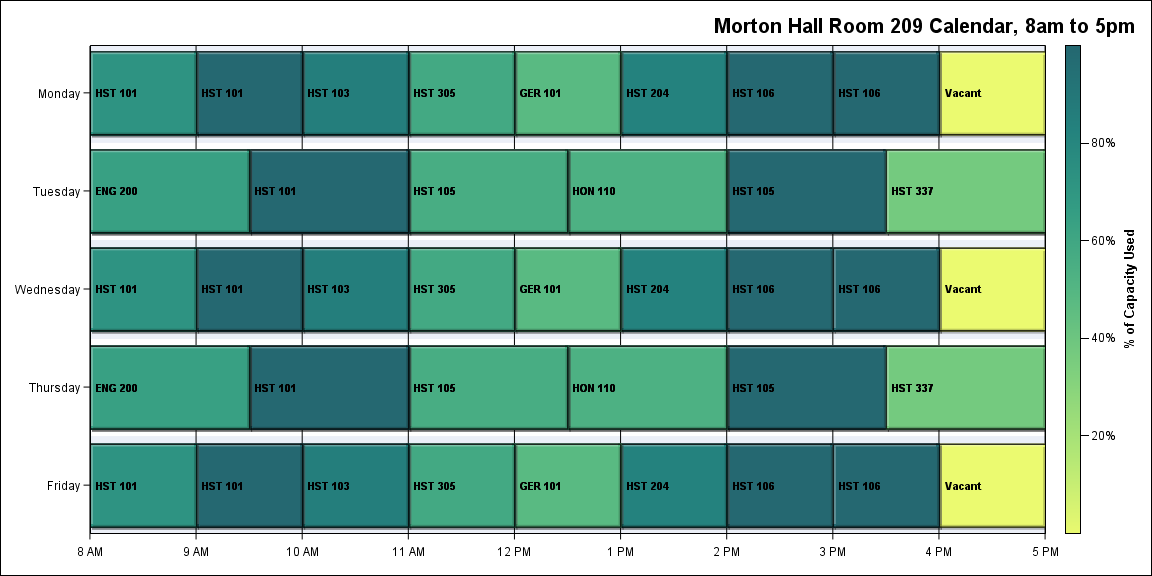 Morton Hall Room 209 Calendar, 8am to 5pm
Monday
HST 101
HST 101
HST 103
HST 305
GER 101
HST 204
HST 106
HST 106
Vacant
Tuesday
ENG 200
HST 101
HST 105
HON 110
HST 105
HST 337
Wednesday
HST 101
HST 101
HST 103
HST 305
GER 101
HST 204
HST 106
HST 106
Vacant
Thursday
ENG 200
HST 101
HST 105
HON 110
HST 105
HST 337
Friday
HST 101
HST 101
HST 103
HST 305
GER 101
HST 204
HST 106
HST 106
Vacant
8 AM
9 AM
10 AM
11 AM
12 PM
1 PM
2 PM
3 PM
4 PM
5 PM
80%
60%
40%
20%
% of Capacity Used